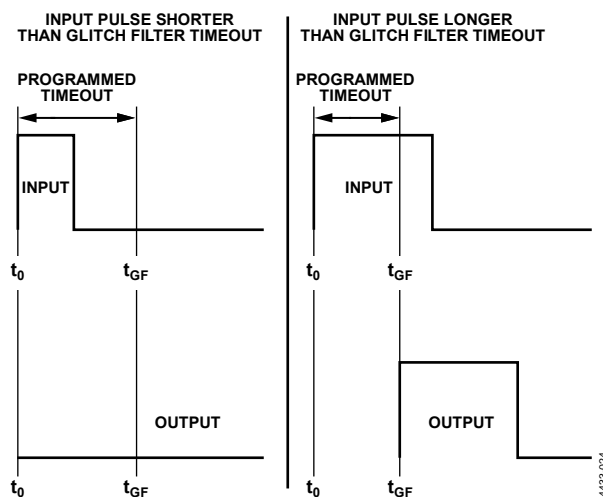 INPUT PULSE SHORTER
THAN GLITCH FILTER TIMEOUT
PROGRAMMED
TIMEOUT
INPUT
t0
tGF
OUTPUT
t0
tGF
INPUT PULSE LONGER
THAN GLITCH FILTER TIMEOUT
PROGRAMMED
TIMEOUT
INPUT
t0
tGF
OUTPUT
t0
tGF